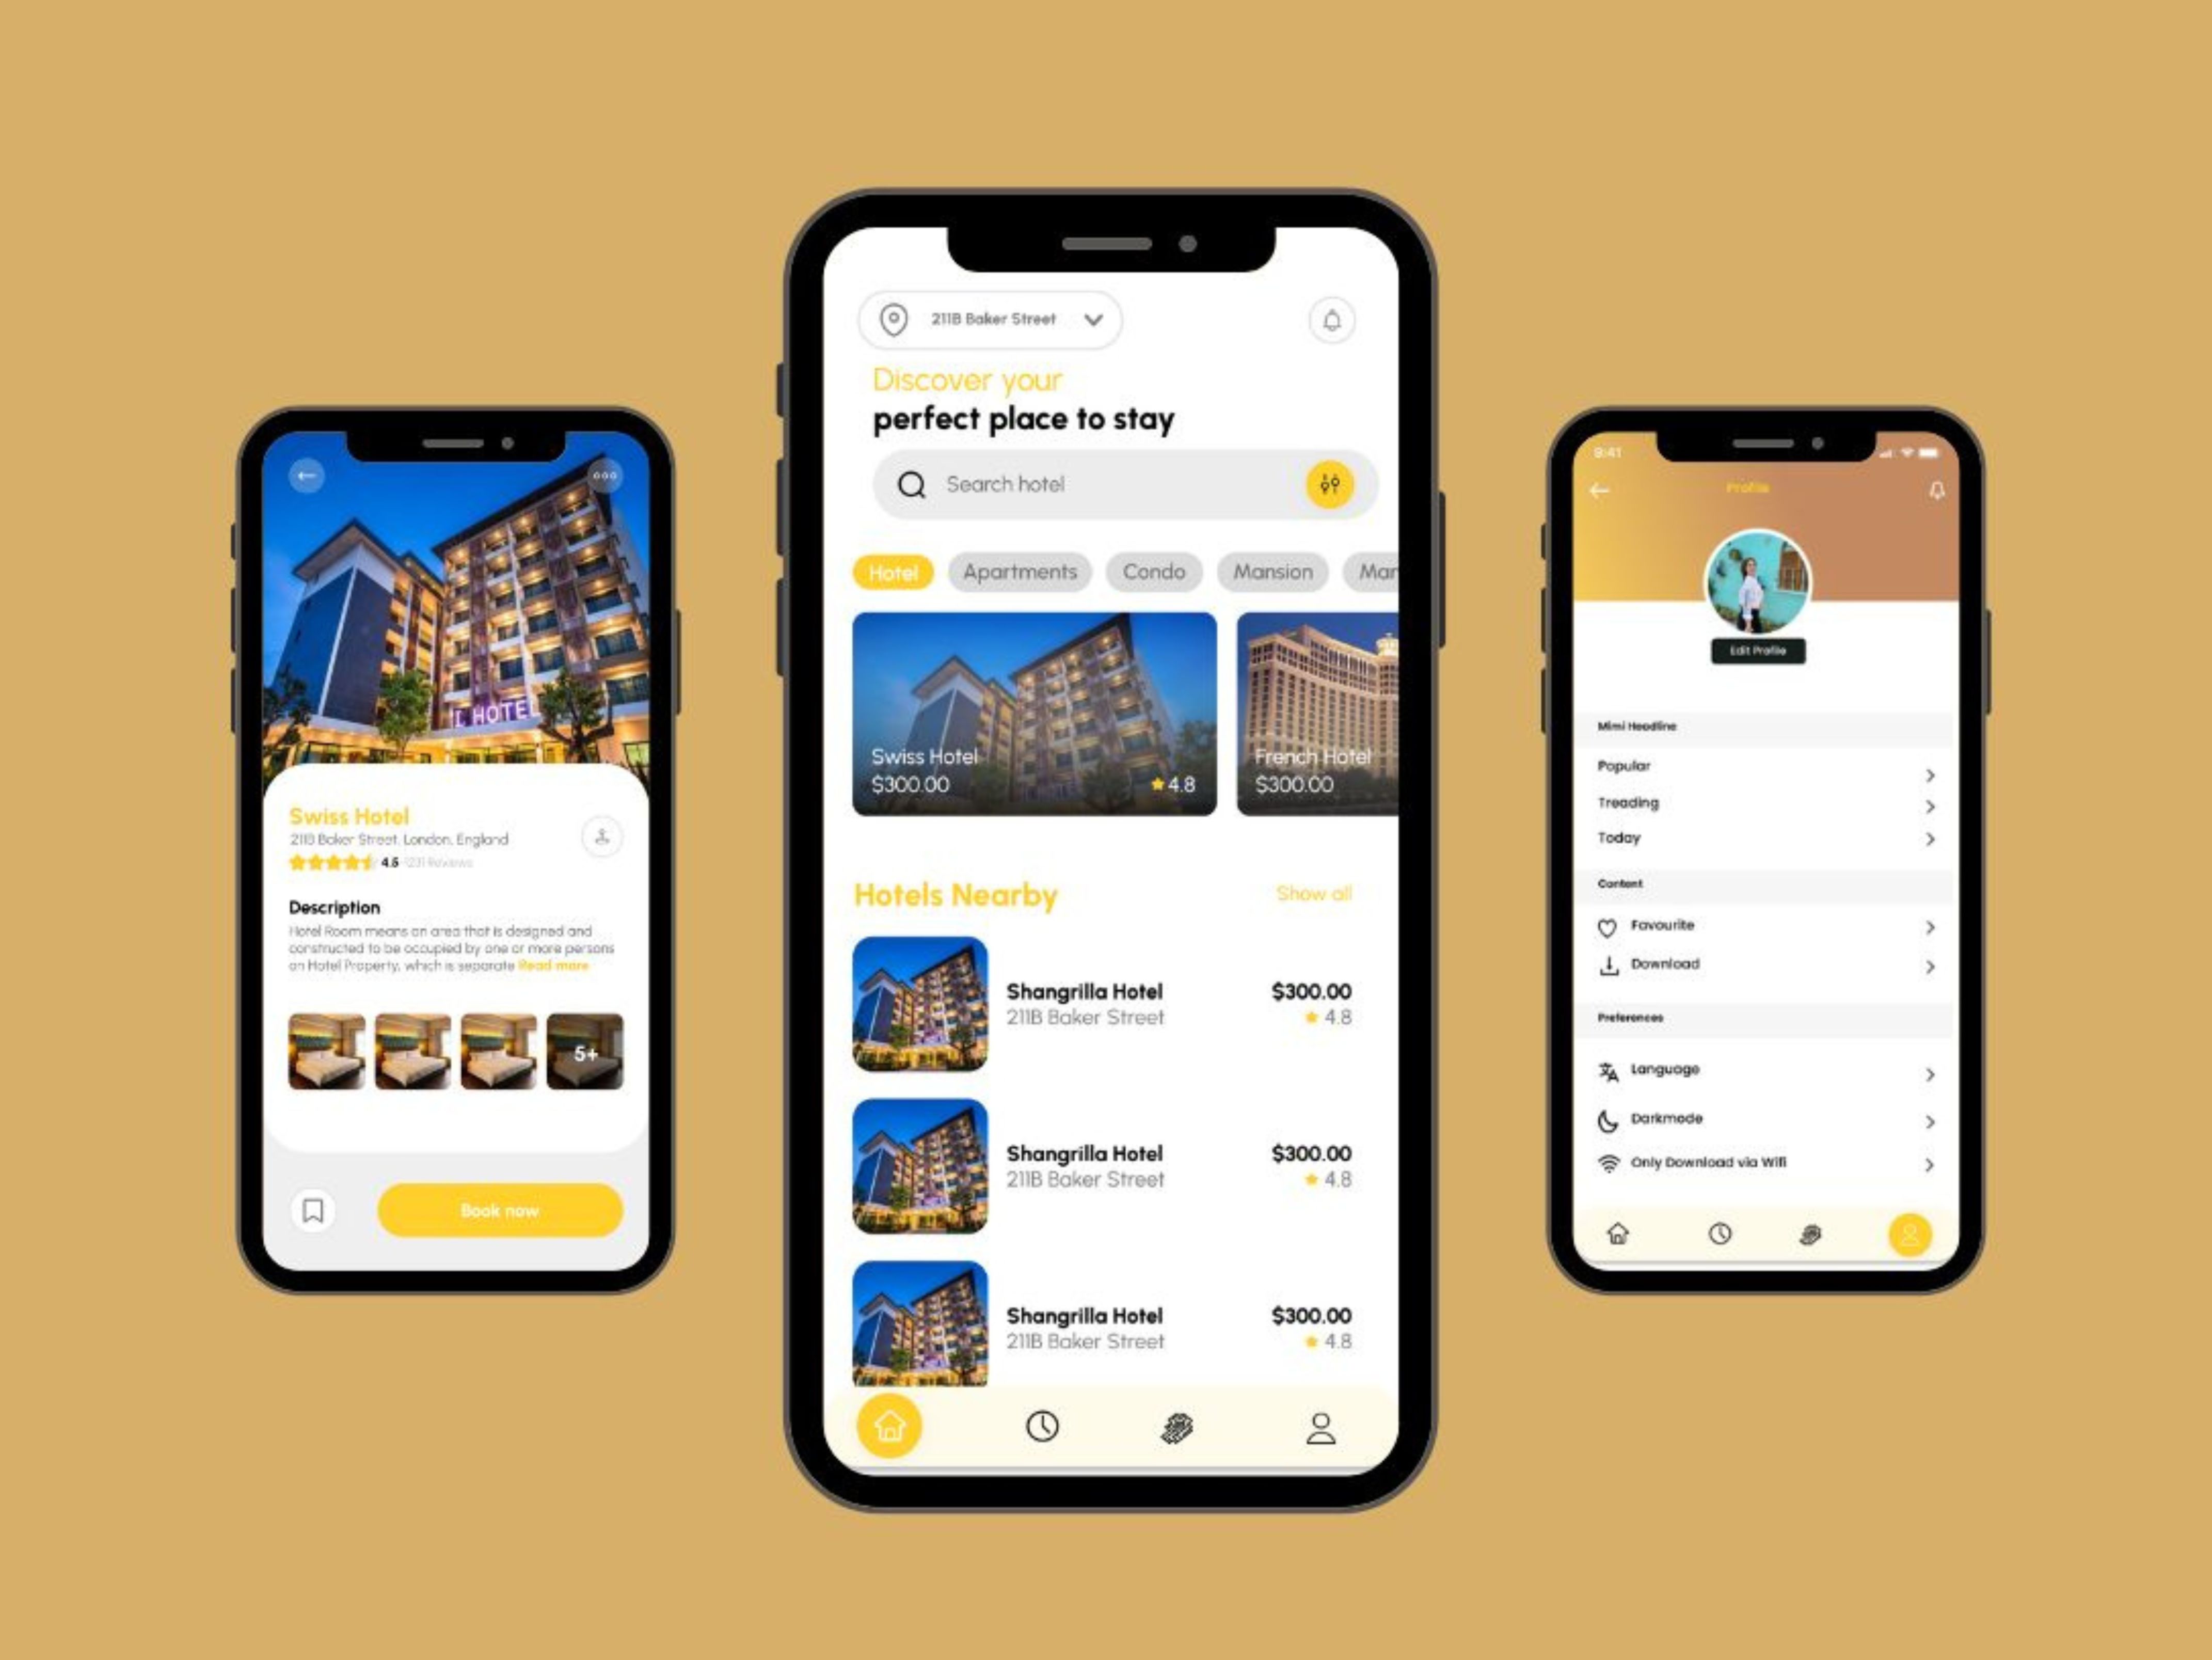 Swiss Hotel
211B Baker Street, London, England
4.5 (231 Reviews
Description
Hotel Room means an area that is designed and
constructed to be occupied by one or more persons
on Hotel Property, which is separate Read more
5+
Book now
HOTEL
211B Baker Street
Discover your
perfect place to stay
Search hotel
Hotel
Apartments
Condo
Mansion
Man
Swiss Hotel
$300.00
4.8
French Hotel
$300.00
Hotels Nearby
Show all
Shangrilla Hotel
$300.00
211B Baker Street
4.8
Shangrilla Hotel
$300.00
211B Baker Street
4.8
Shangrilla Hotel
$300.00
211B Baker Street
4.8
9:41
Profile
Edit Profile
Mimi Headline
Popular
Treading
Today
Content
Favourite
Download
Preferences
Language
Darkmode
Only Download via Wifi